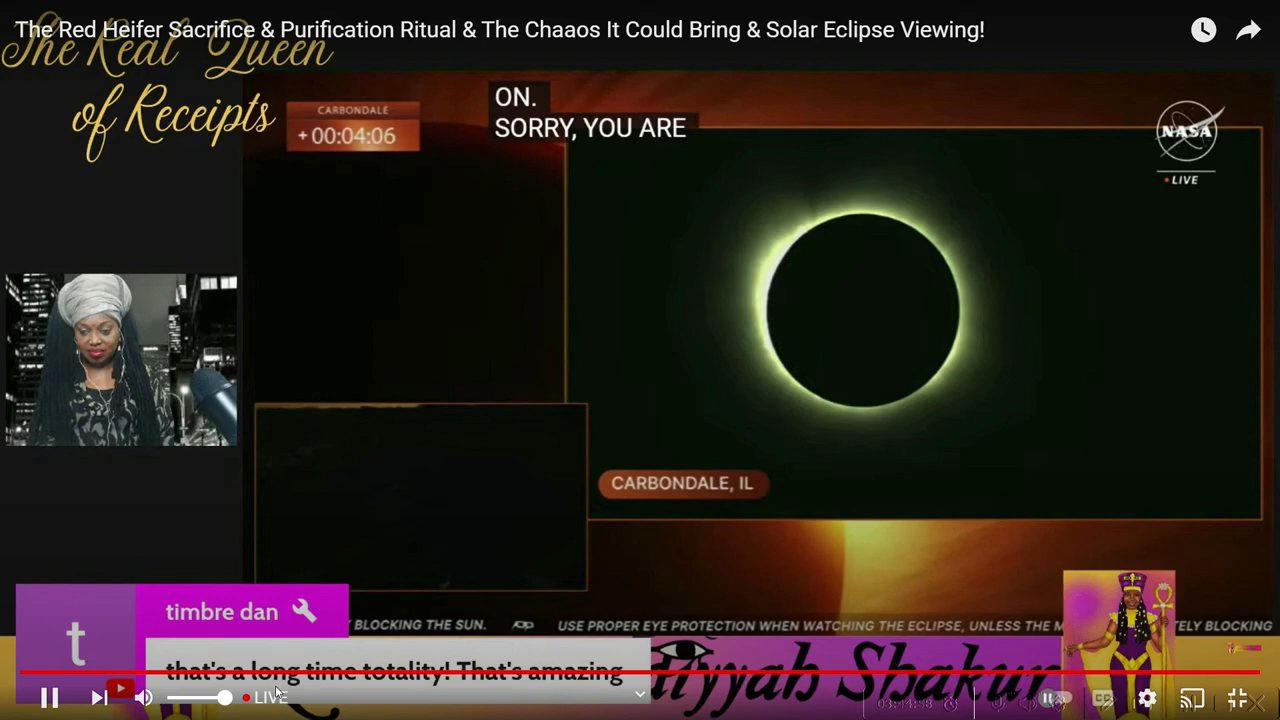 The Red Heifer Sacrifice & Purification Ritual & The Chaaos It Could Bring & Solar Eclipse Viewing!
The Real Queen
of Receipts
CARBONDALE
+ 00:04:06
ON.
SORRY, YOU ARE
NASA
LIVE
CARBONDALE, IL
timbre dan
BLOCKING THE SUN.
USE PROPER EYE PROTECTION WHEN WATCHING THE ECLIPSE, UNLESS THE M
TELY BLOCKING
t
that's a long time totality! That's amazing
diyyah Shakur
LIVE